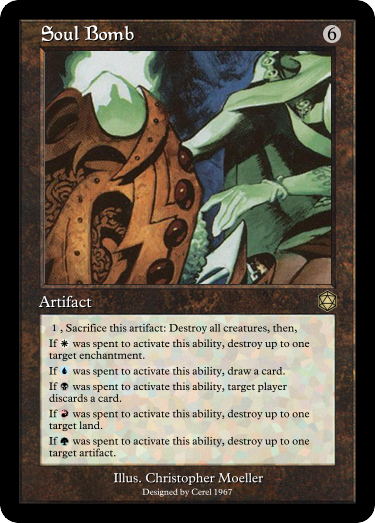 Soul Bomb 6
Artifact
1 , Sacrifice this artifact: Destroy all creatures, then,
If was spent to activate this ability, destroy up to one
target enchantment.
If was spent to activate this ability, draw a card.
If was spent to activate this ability, target player
discards a card.
If was spent to activate this ability, destroy up to one
target land.
If was spent to activate this ability, destroy up to one
target artifact.
Illus. Christopher Moeller
Designed by Cerel 1967